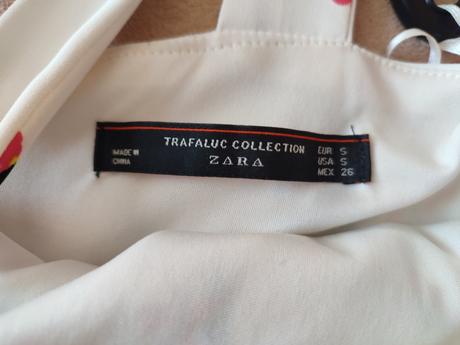 TRAFALUC COLLECTION
ZARA
MADE IN
CHINA
EUR S
USA S
MEX 26